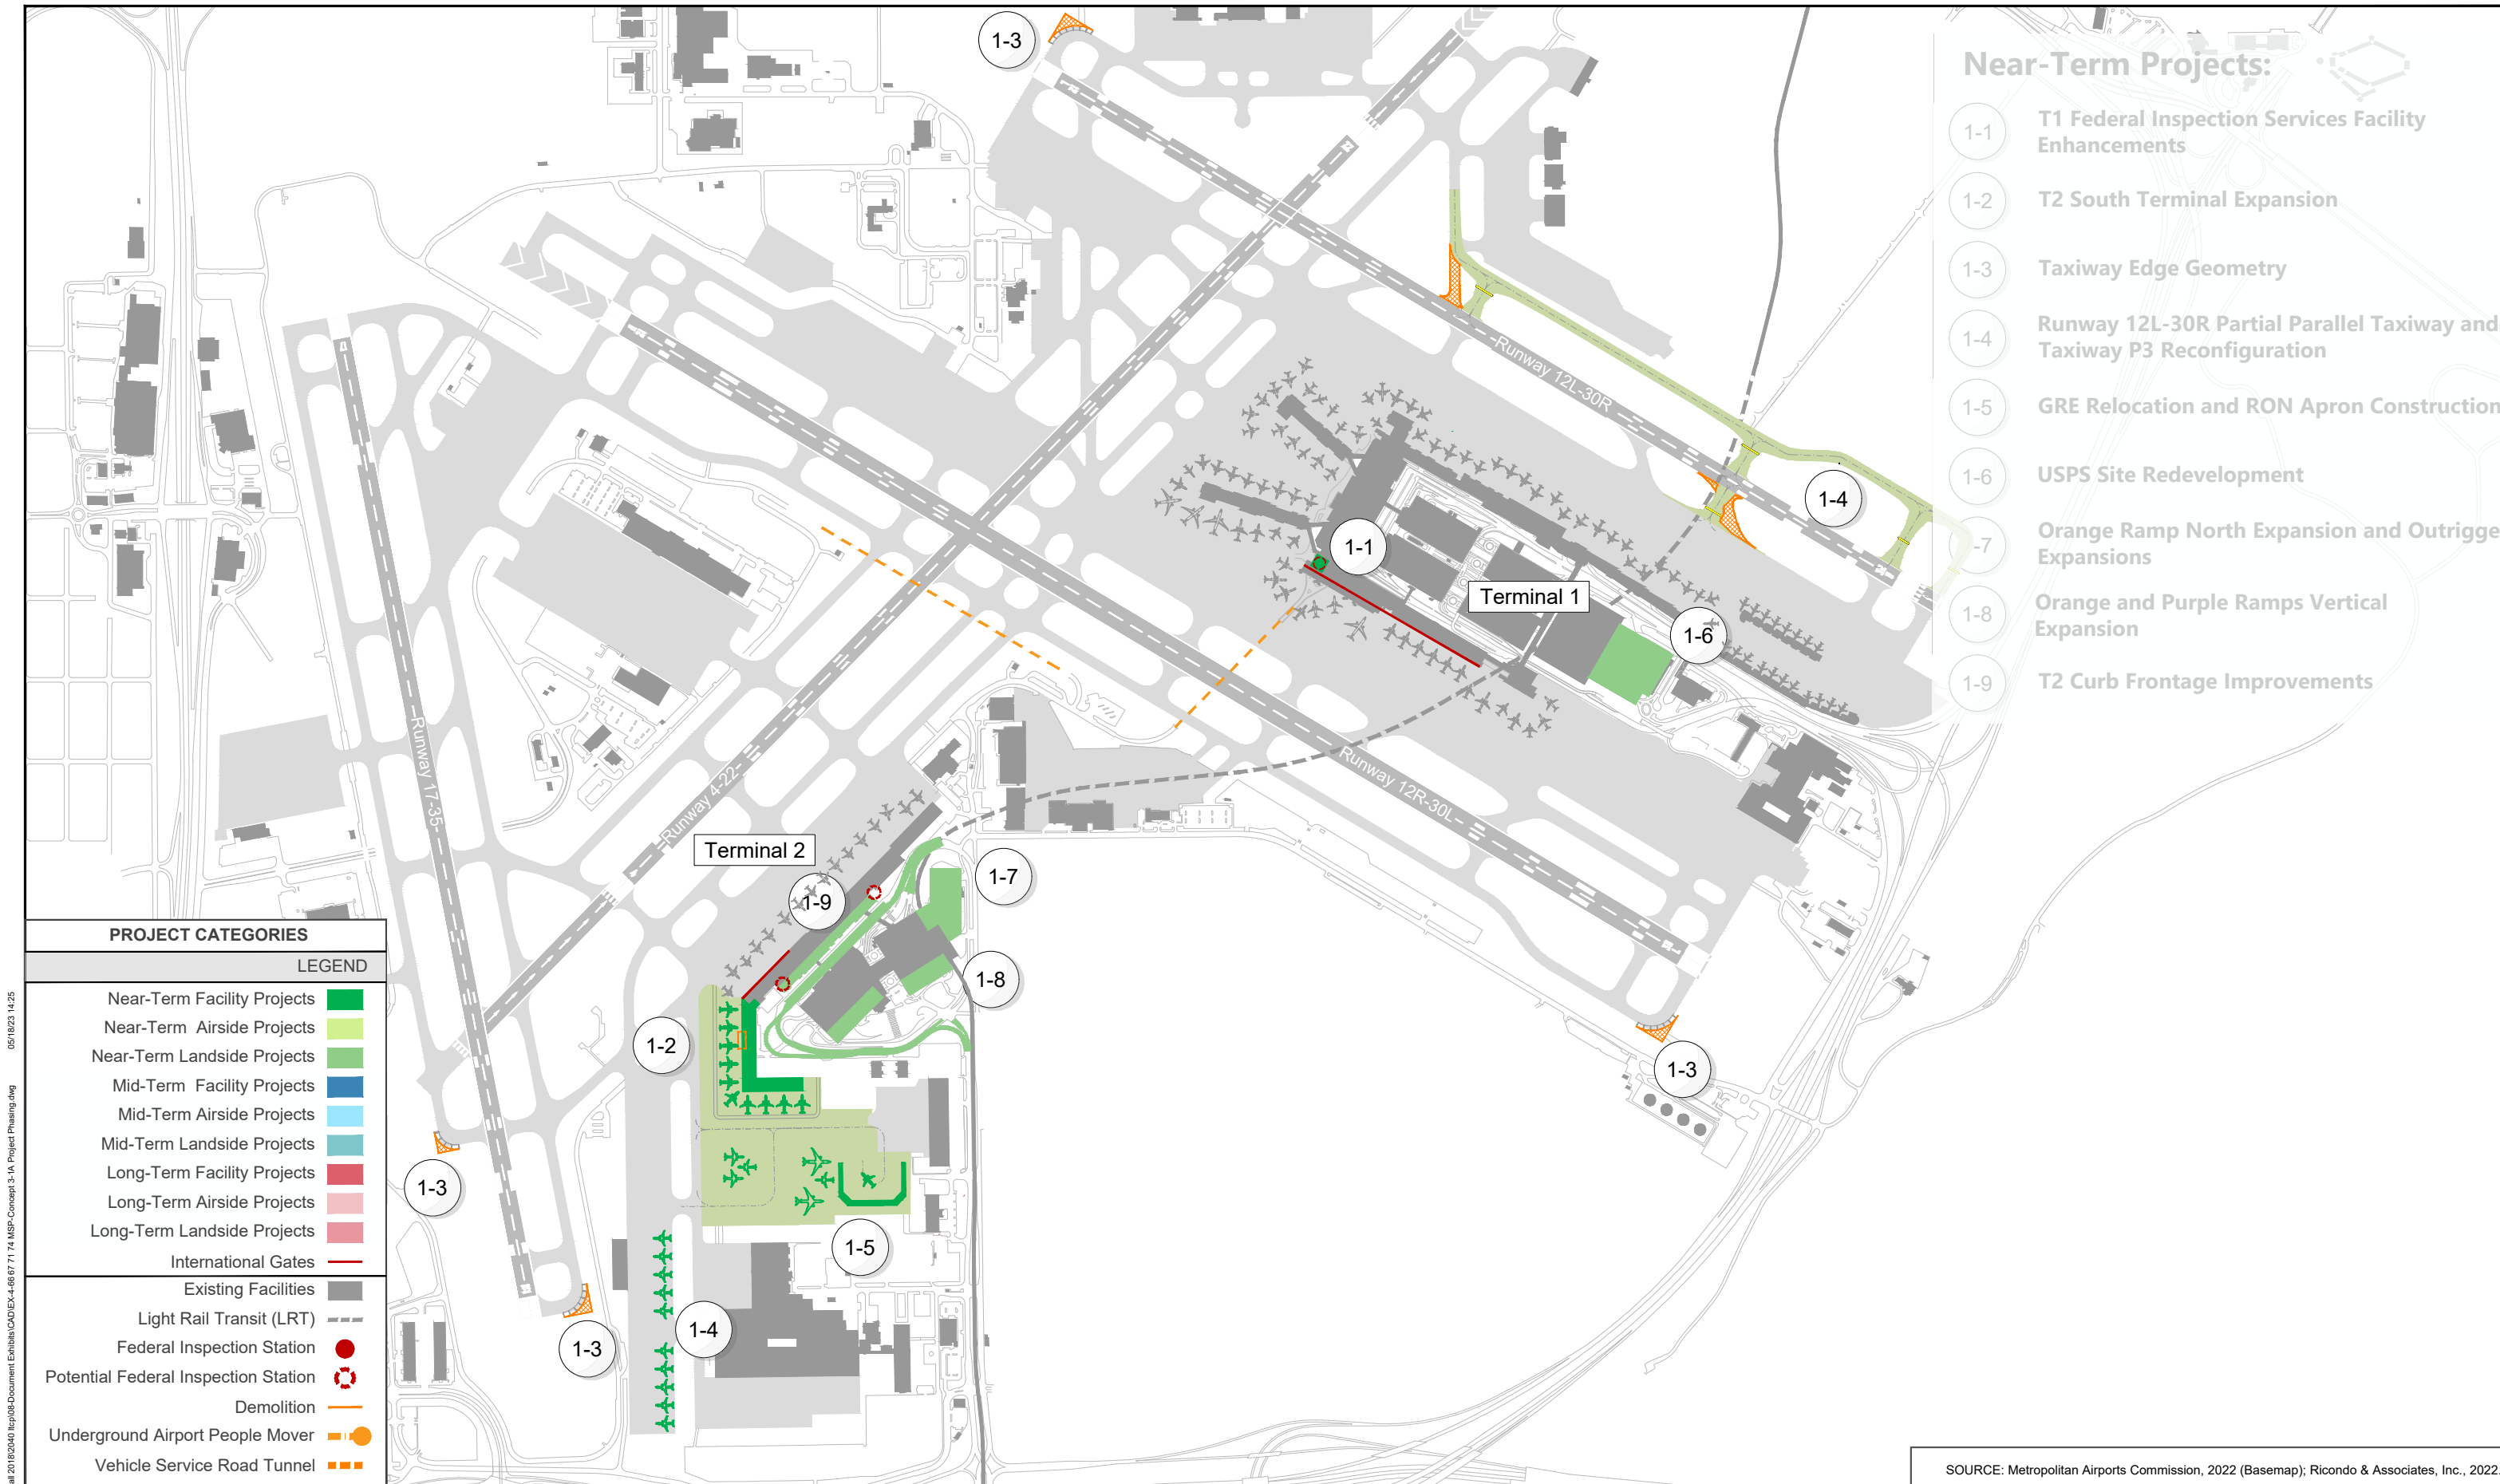 Near-Term Projects:
1-1 T1 Federal Inspection Services Facility
Enhancements
1-2 T2 South Terminal Expansion
1-3 Taxiway Edge Geometry
1-4 Runway 12L-30R Partial Parallel Taxiway and
Taxiway P3 Reconfiguration
1-5 GRE Relocation and RON Apron Construction
1-6 USPS Site Redevelopment
-7 Orange Ramp North Expansion and Outrigge
Expansions
1-8 Orange and Purple Ramps Vertical
Expansion
1-9 T2 Curb Frontage Improvements
1-3
Runway 12L-30R
1-4
1-1
Terminal 1
1-6
Runway 17-35
Runway 4-22
Runway 12R-30L
Terminal 2
1-7
1-9
1-8
1-2
1-3
1-3
1-5
1-4
1-3
PROJECT CATEGORIES
LEGEND
Near-Term Facility Projects
Near-Term Airside Projects
Near-Term Landside Projects
Mid-Term Facility Projects
Mid-Term Airside Projects
Mid-Term Landside Projects
Long-Term Facility Projects
Long-Term Airside Projects
Long-Term Landside Projects
International Gates
Existing Facilities
Light Rail Transit (LRT)
Federal Inspection Station
Potential Federal Inspection Station
Demolition
Underground Airport People Mover
Vehicle Service Road Tunnel
05/18/23 14:25
SOURCE: Metropolitan Airports Commission, 2022 (Basemap); Ricondo & Associates, Inc., 2022.